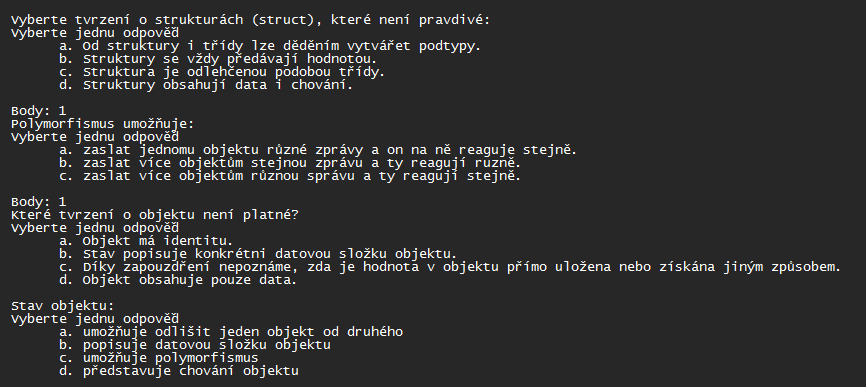 Vyberte tvrzení o strukturách (struct), které není pravdivé:
Vyberte jednu odpověď
a. Od struktury i třídy lze děděním vytvářet podtypy.
b. Struktury se vždy předávají hodnotou.
c. Struktura je odlehčenou podobou třídy.
d. Struktury obsahují data i chování.
Body: 1
Polymorfismus umožňuje:
Vyberte jednu odpověď
a. zaslat jednomu objektu různé zprávy a on na ně reaguje stejně.
b. zaslat více objektům stejnou zprávu a ty reagují ruzně.
c. zaslat více objektům různou správu a ty reagují stejně.
Body: 1
Které tvrzení o objektu není platné?
Vyberte jednu odpověď
a. Objekt má identitu.
b. Stav popisuje konkrétni datovou složku objektu.
c. Díky zapouzdření nepoznáme, zda je hodnota v objektu přímo uložena nebo získána jiným způsobem.
d. Objekt obsahuje pouze data.
Stav objektu:
Vyberte jednu odpověď
a. umožňuje odlišit jeden objekt od druhého
b. popisuje datovou složku objektu
c. umožňuje polymorfismus
d. představuje chování objektu